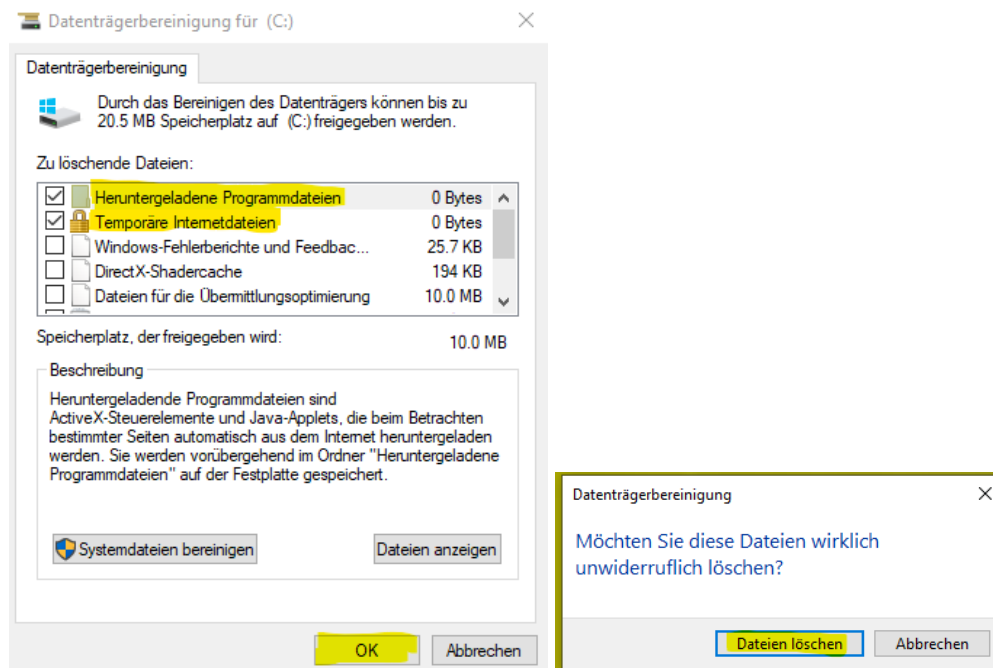 Datenträgerbereinigung für (C:)
Datenträgerbereinigung
Durch das Bereinigen des Datenträgers können bis zu
20.5 MB Speicherplatz auf (C:) freigegeben werden.
Zu löschende Dateien:
Heruntergeladene Programmdateien 0 Bytes
Temporäre Internetdateien 0 Bytes
Windows-Fehlerberichte und Feedbac... 25.7 KB
DirectX-Shadercache 194 KB
Dateien für die Übermittlungsoptimierung 10.0 MB
Speicherplatz, der freigegeben wird: 10.0 MB
Beschreibung
Heruntergeladende Programmdateien sind
ActiveX-Steuerelemente und Java-Applets, die beim Betrachten
bestimmter Seiten automatisch aus dem Internet heruntergeladen
werden. Sie werden vorübergehend im Ordner "Heruntergeladene
Programmdateien" auf der Festplatte gespeichert.
Systemdateien bereinigen Dateien anzeigen
OK Abbrechen
Datenträgerbereinigung
Möchten Sie diese Dateien wirklich
unwiderruflich löschen?
Dateien löschen Abbrechen